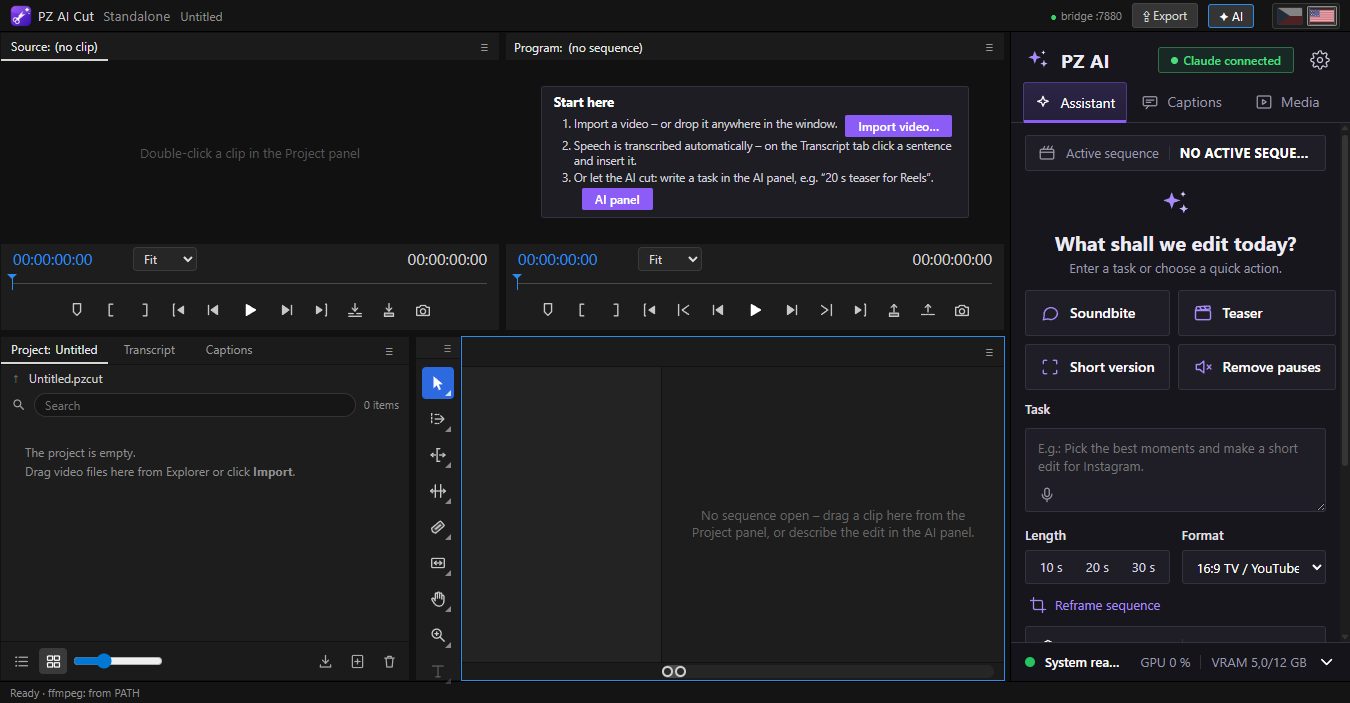 PZ AI Cut Standalone Untitled
bridge :7880 Export AI
Source: (no clip)
Program: (no sequence)
Double-click a clip in the Project panel
Start here
1. Import a video – or drop it anywhere in the window. Import video...
2. Speech is transcribed automatically – on the Transcript tab click a sentence
and insert it.
3. Or let the AI cut: write a task in the AI panel, e.g. “20 s teaser for Reels”.
AI panel
00:00:00:00 Fit 00:00:00:00
00:00:00:00 Fit 00:00:00:00
Project: Untitled Transcript Captions
Untitled.pzcut
Search 0 items
The project is empty.
Drag video files here from Explorer or click Import.
No sequence open – drag a clip here from the
Project panel, or describe the edit in the AI panel.
PZ AI Claude connected
Assistant Captions Media
Active sequence NO ACTIVE SEQUE...
What shall we edit today?
Enter a task or choose a quick action.
Soundbite Teaser
Short version Remove pauses
Task
E.g.: Pick the best moments and make a short
edit for Instagram.
Length Format
10 s 20 s 30 s 16:9 TV / YouTube
Reframe sequence
System rea... GPU 0 % VRAM 5,0/12 GB
Ready · ffmpeg: from PATH